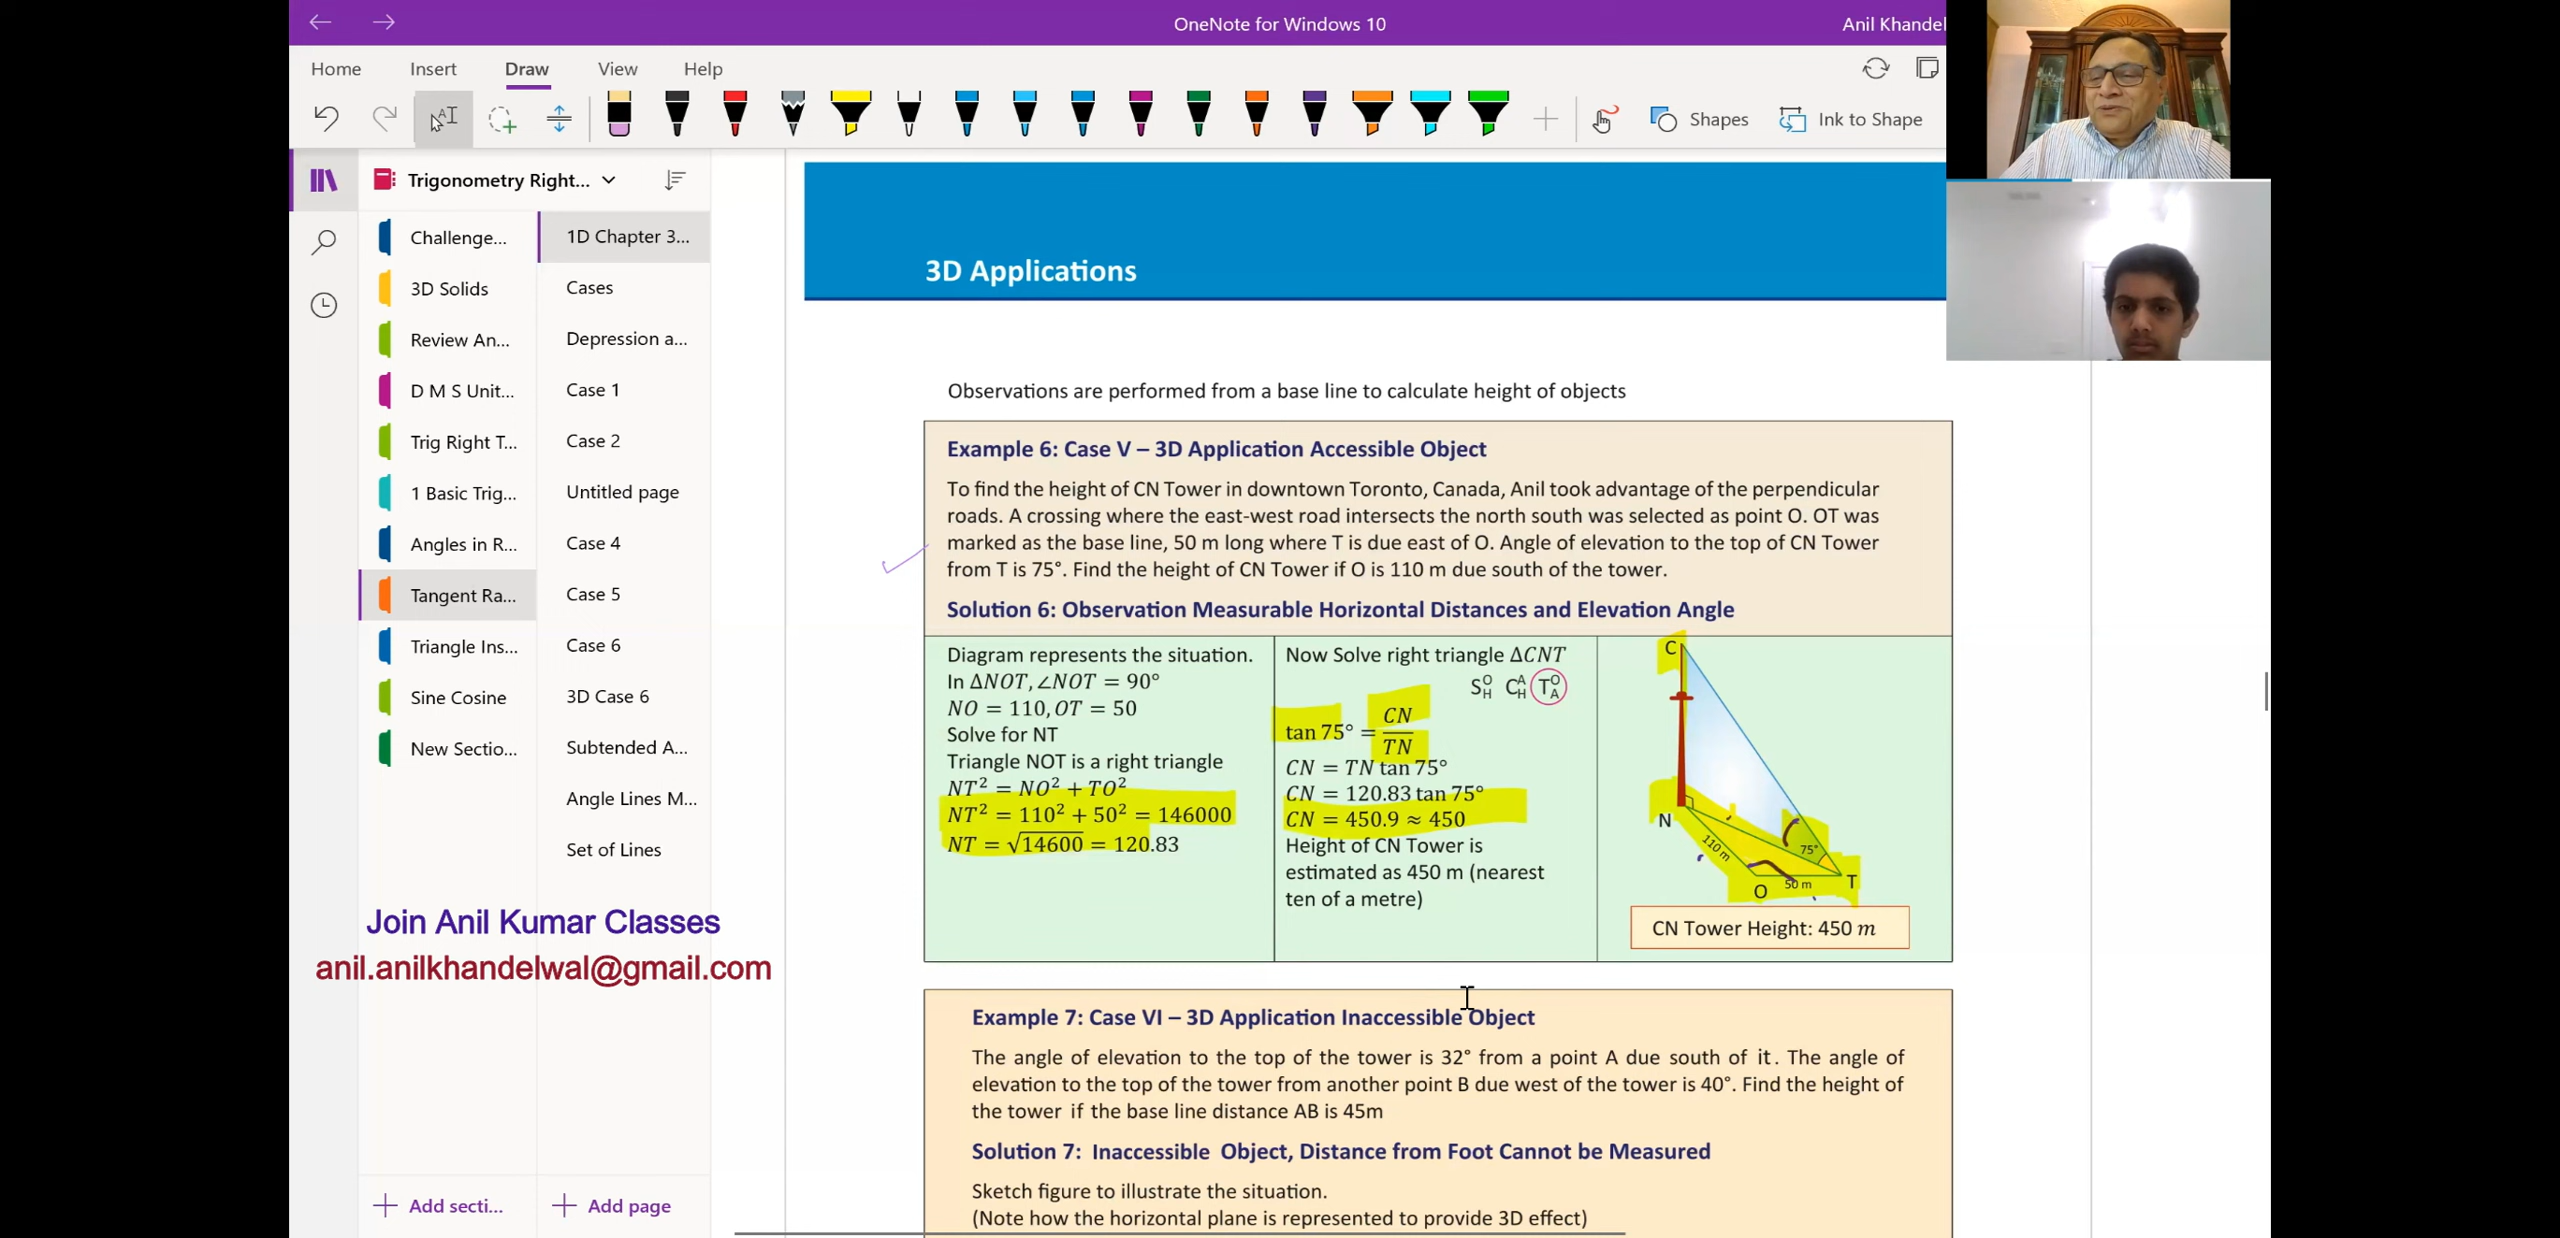 OneNote for Windows 10
Anil Khandel
Home Insert Draw View Help
Shapes Ink to Shape
Trigonometry Right...
Challenge...
3D Solids
Review An...
D M S Unit...
Trig Right T...
1 Basic Trig...
Angles in R...
Tangent Ra...
Triangle Ins...
Sine Cosine
New Sectio...
1D Chapter 3...
Cases
Depression a...
Case 1
Case 2
Untitled page
Case 4
Case 5
Case 6
3D Case 6
Subtended A...
Angle Lines M...
Set of Lines
Join Anil Kumar Classes
anil.anilkhandelwal@gmail.com
Add secti...
Add page
3D Applications
Observations are performed from a base line to calculate height of objects
Example 6: Case V – 3D Application Accessible Object
To find the height of CN Tower in downtown Toronto, Canada, Anil took advantage of the perpendicular
roads. A crossing where the east-west road intersects the north south was selected as point O. OT was
marked as the base line, 50 m long where T is due east of O. Angle of elevation to the top of CN Tower
from T is 75°. Find the height of CN Tower if O is 110 m due south of the tower.
Solution 6: Observation Measurable Horizontal Distances and Elevation Angle
Diagram represents the situation.
In ΔNOT, ∠NOT = 90°
NO = 110, OT = 50
Solve for NT
Triangle NOT is a right triangle
NT² = NO² + TO²
NT² = 110² + 50² = 146000
NT = √14600 = 120.83
Now Solve right triangle ΔCNT
S O/H C A/H T O/A
tan 75° = CN/TN
CN = TN tan 75°
CN = 120.83 tan 75°
CN = 450.9 ≈ 450
Height of CN Tower is
estimated as 450 m (nearest
ten of a metre)
C
N
110 m
75°
O
50 m
T
CN Tower Height: 450 m
Example 7: Case VI – 3D Application Inaccessible Object
The angle of elevation to the top of the tower is 32° from a point A due south of it. The angle of
elevation to the top of the tower from another point B due west of the tower is 40°. Find the height of
the tower if the base line distance AB is 45m
Solution 7: Inaccessible Object, Distance from Foot Cannot be Measured
Sketch figure to illustrate the situation.
(Note how the horizontal plane is represented to provide 3D effect)